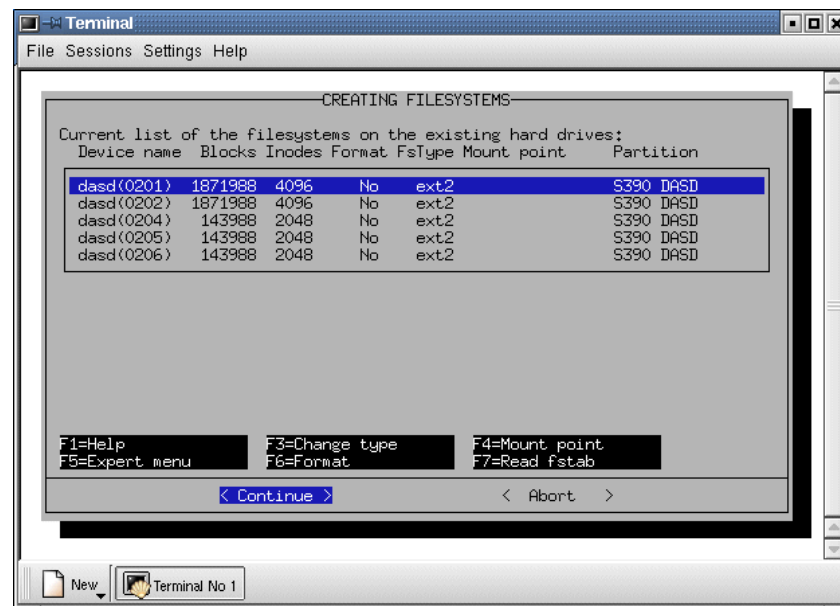 Terminal
File Sessions Settings Help
CREATING FILESYSTEMS
Current list of the filesystems on the existing hard drives:
Device name Blocks Inodes Format FsType Mount point Partition
dasd(0201) 1871988 4096 No ext2 S390 DASD
dasd(0202) 1871988 4096 No ext2 S390 DASD
dasd(0204) 143988 2048 No ext2 S390 DASD
dasd(0205) 143988 2048 No ext2 S390 DASD
dasd(0206) 143988 2048 No ext2 S390 DASD
F1=Help F3=Change type F4=Mount point
F5=Expert menu F6=Format F7=Read fstab
< Continue > < Abort >
New Terminal No 1